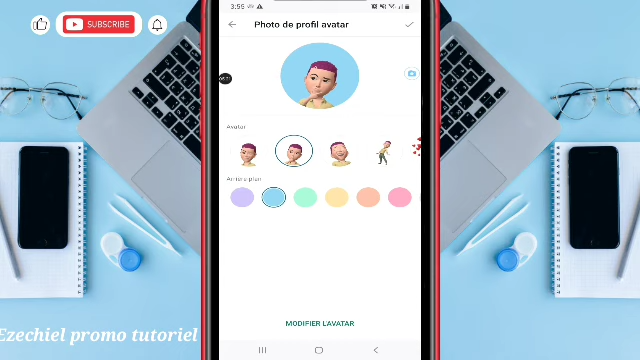 SUBSCRIBE
3:55
Photo de profil avatar
Avatar
Arrière-plan
MODIFIER L'AVATAR
Ezechiel promo tutoriel